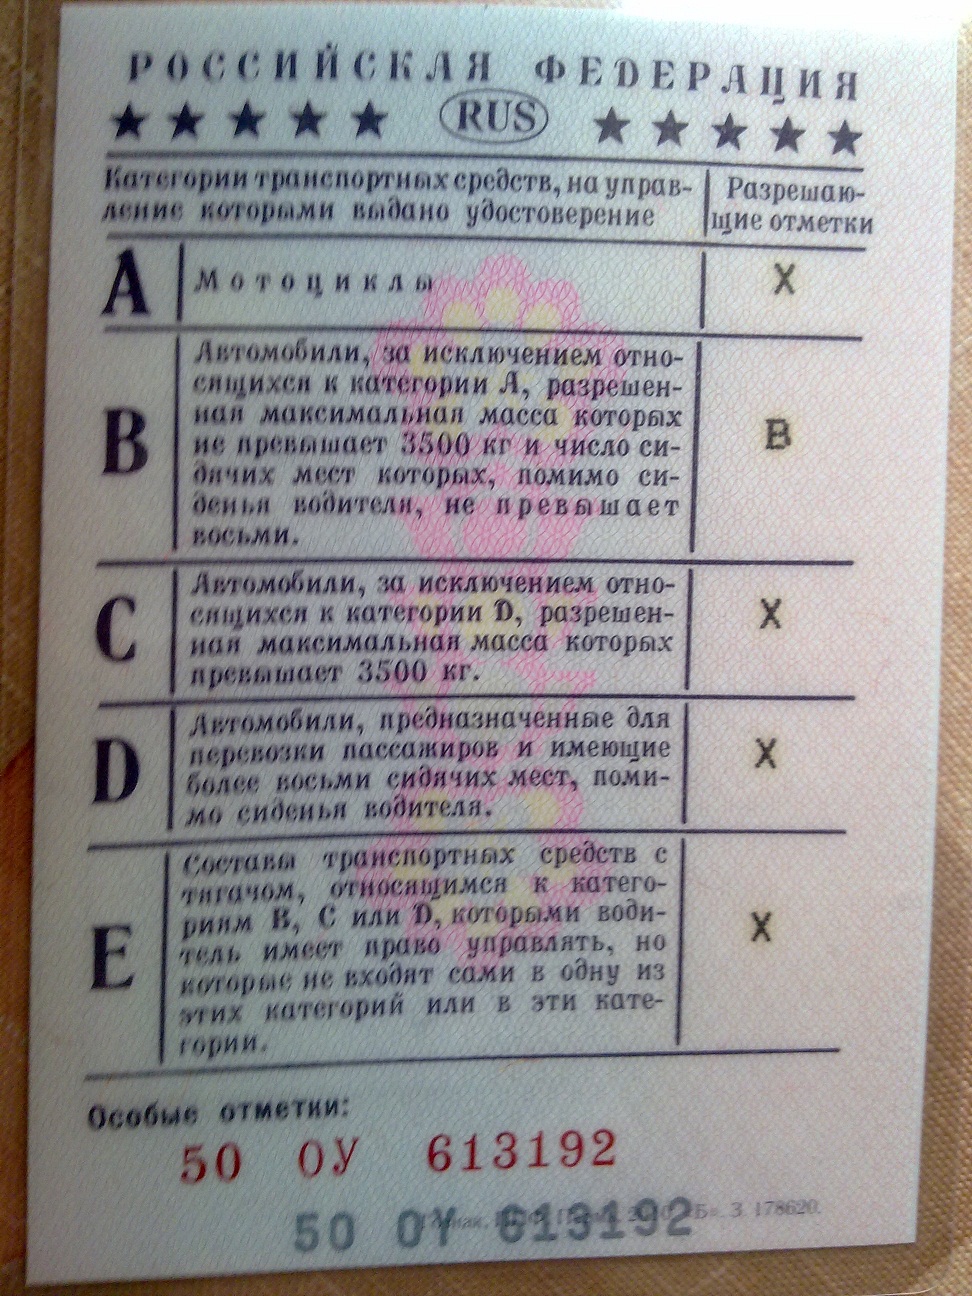 РОССИЙСКАЯ ФЕДЕРАЦИЯ
★★★★★ RUS ★★★★★
Категории транспортных средств, на управ-
ление которыми выдано удостоверение
Разрешаю-
щие отметки
A
Мотоциклы
X
B
Автомобили, за исключением отно-
сящихся к категории А, разрешен-
ная максимальная масса которых
не превышает 3500 кг и число си-
дячих мест которых, помимо си-
денья водителя, не превышает
восьми.
B
C
Автомобили, за исключением отно-
сящихся к категории D, разрешен-
ная максимальная масса которых
превышает 3500 кг.
X
D
Автомобили, предназначенные для
перевозки пассажиров и имеющие
более восьми сидячих мест, поми-
мо сиденья водителя.
X
E
Составы транспортных средств с
тягачом, относящимся к катего-
риям В, С или D, которыми води-
тель имеет право управлять, но
которые не входят сами в одну из
этих категорий или в эти кате-
гории.
X
Особые отметки:
50 ОУ 613192
50 ОУ 613192
З. 178620.